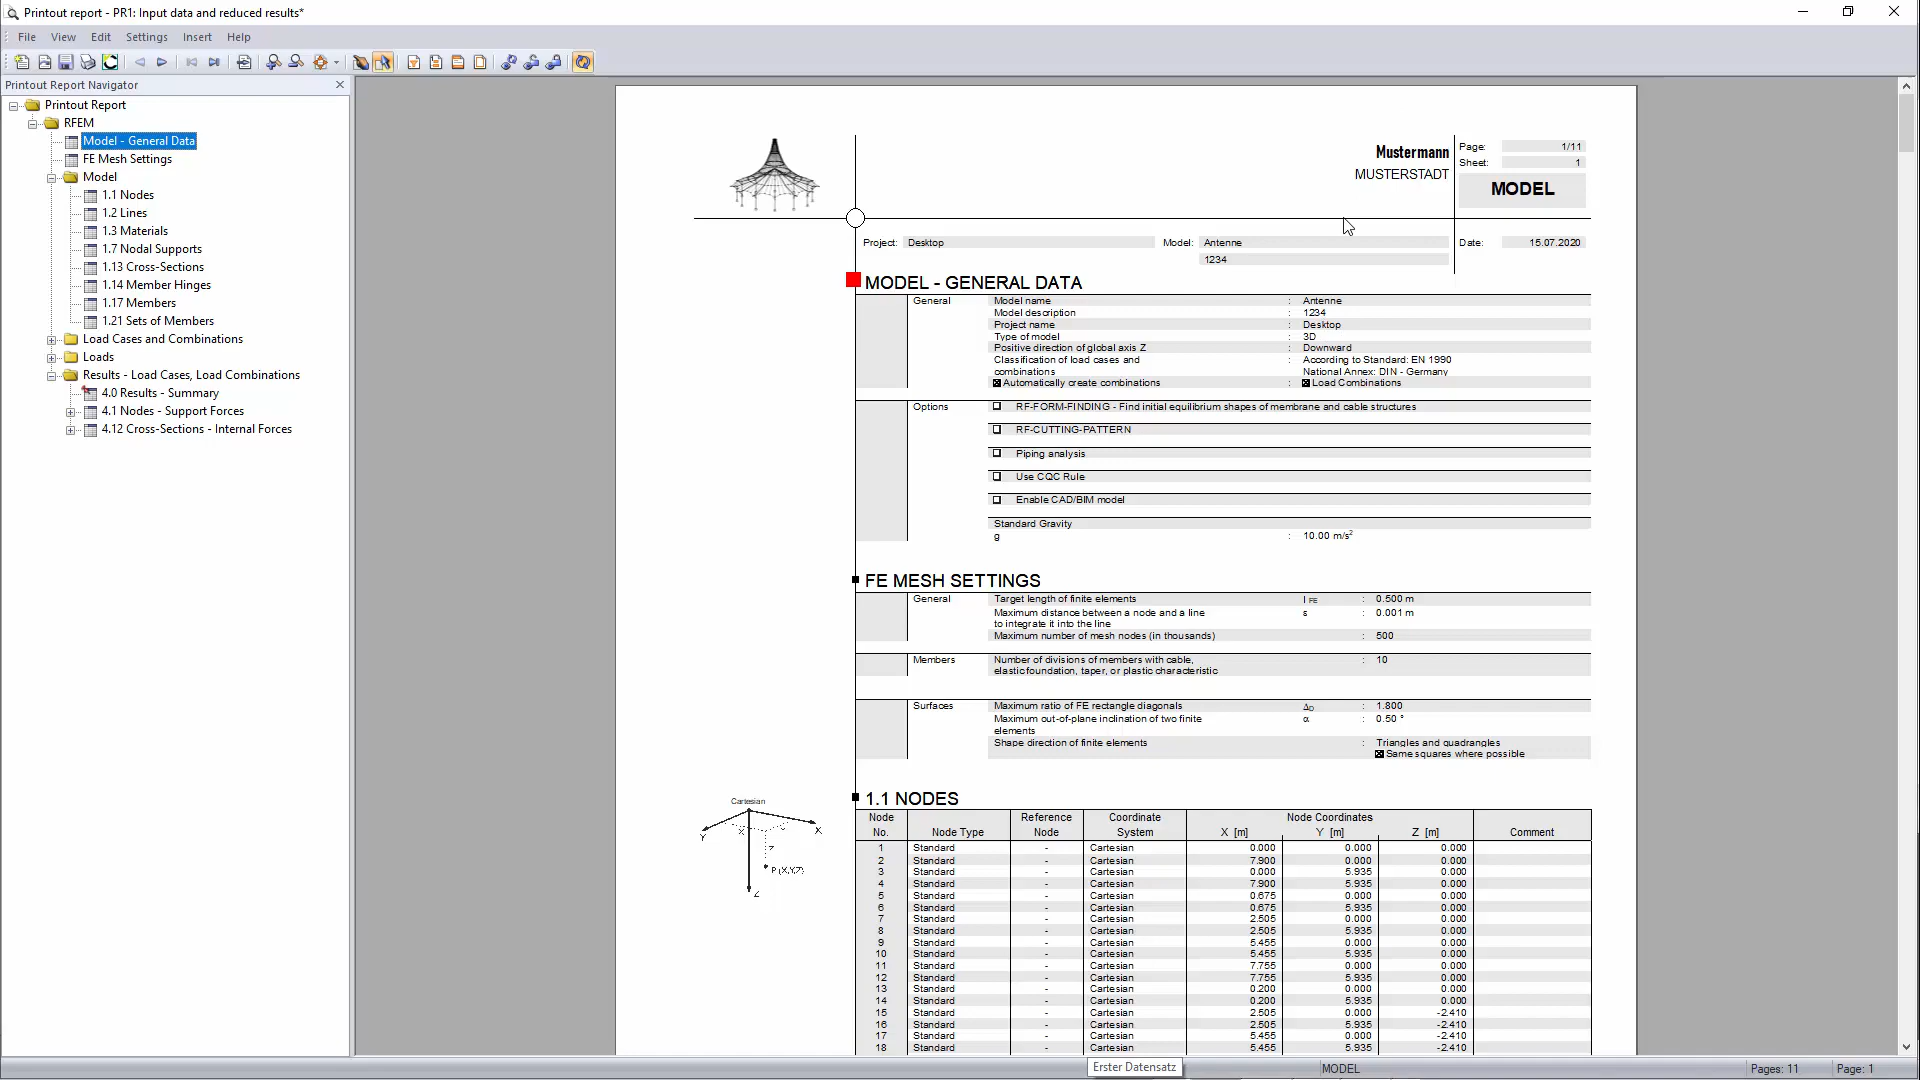 Printout report - PR1: Input data and reduced results*
File View Edit Settings Insert Help
Printout Report Navigator
Printout Report
RFEM
Model - General Data
FE Mesh Settings
Model
1.1 Nodes
1.2 Lines
1.3 Materials
1.7 Nodal Supports
1.13 Cross-Sections
1.14 Member Hinges
1.17 Members
1.21 Sets of Members
Load Cases and Combinations
Loads
Results - Load Cases, Load Combinations
4.0 Results - Summary
4.1 Nodes - Support Forces
4.12 Cross-Sections - Internal Forces
Mustermann
MUSTERSTADT
Page: 1/11
Sheet: 1
MODEL
Project: Desktop Model: Antenne Date: 15.07.2020
1234
MODEL - GENERAL DATA
General Model name : Antenne
Model description : 1234
Project name : Desktop
Type of model : 3D
Positive direction of global axis Z : Downward
Classification of load cases and : According to Standard: EN 1990
combinations National Annex: DIN - Germany
Automatically create combinations : Load Combinations
Options RF-FORM-FINDING - Find initial equilibrium shapes of membrane and cable structures
RF-CUTTING-PATTERN
Piping analysis
Use CQC Rule
Enable CAD/BIM model
Standard Gravity
g : 10.00 m/s²
FE MESH SETTINGS
General Target length of finite elements l FE : 0.500 m
Maximum distance between a node and a line ε : 0.001 m
to integrate it into the line
Maximum number of mesh nodes (in thousands) : 500
Members Number of divisions of members with cable, : 10
elastic foundation, taper, or plastic characteristic
Surfaces Maximum ratio of FE rectangle diagonals ΔD : 1.800
Maximum out-of-plane inclination of two finite α : 0.50 °
elements
Shape direction of finite elements : Triangles and quadrangles
Same squares where possible
Cartesian
Y X X
Z
P (X,Y,Z)
Z
1.1 NODES
Node Reference Coordinate Node Coordinates
No. Node Type Node System X [m] Y [m] Z [m] Comment
1 Standard - Cartesian 0.000 0.000 0.000
2 Standard - Cartesian 7.900 0.000 0.000
3 Standard - Cartesian 0.000 5.935 0.000
4 Standard - Cartesian 7.900 5.935 0.000
5 Standard - Cartesian 0.675 0.000 0.000
6 Standard - Cartesian 0.675 5.935 0.000
7 Standard - Cartesian 2.505 0.000 0.000
8 Standard - Cartesian 2.505 5.935 0.000
9 Standard - Cartesian 5.455 0.000 0.000
10 Standard - Cartesian 5.455 5.935 0.000
11 Standard - Cartesian 7.755 0.000 0.000
12 Standard - Cartesian 7.755 5.935 0.000
13 Standard - Cartesian 0.200 0.000 0.000
14 Standard - Cartesian 0.200 5.935 0.000
15 Standard - Cartesian 2.505 0.000 -2.410
16 Standard - Cartesian 2.505 5.935 -2.410
17 Standard - Cartesian 5.455 0.000 -2.410
18 Standard - Cartesian 5.455 5.935 -2.410
Erster Datensatz MODEL Pages: 11 Page: 1